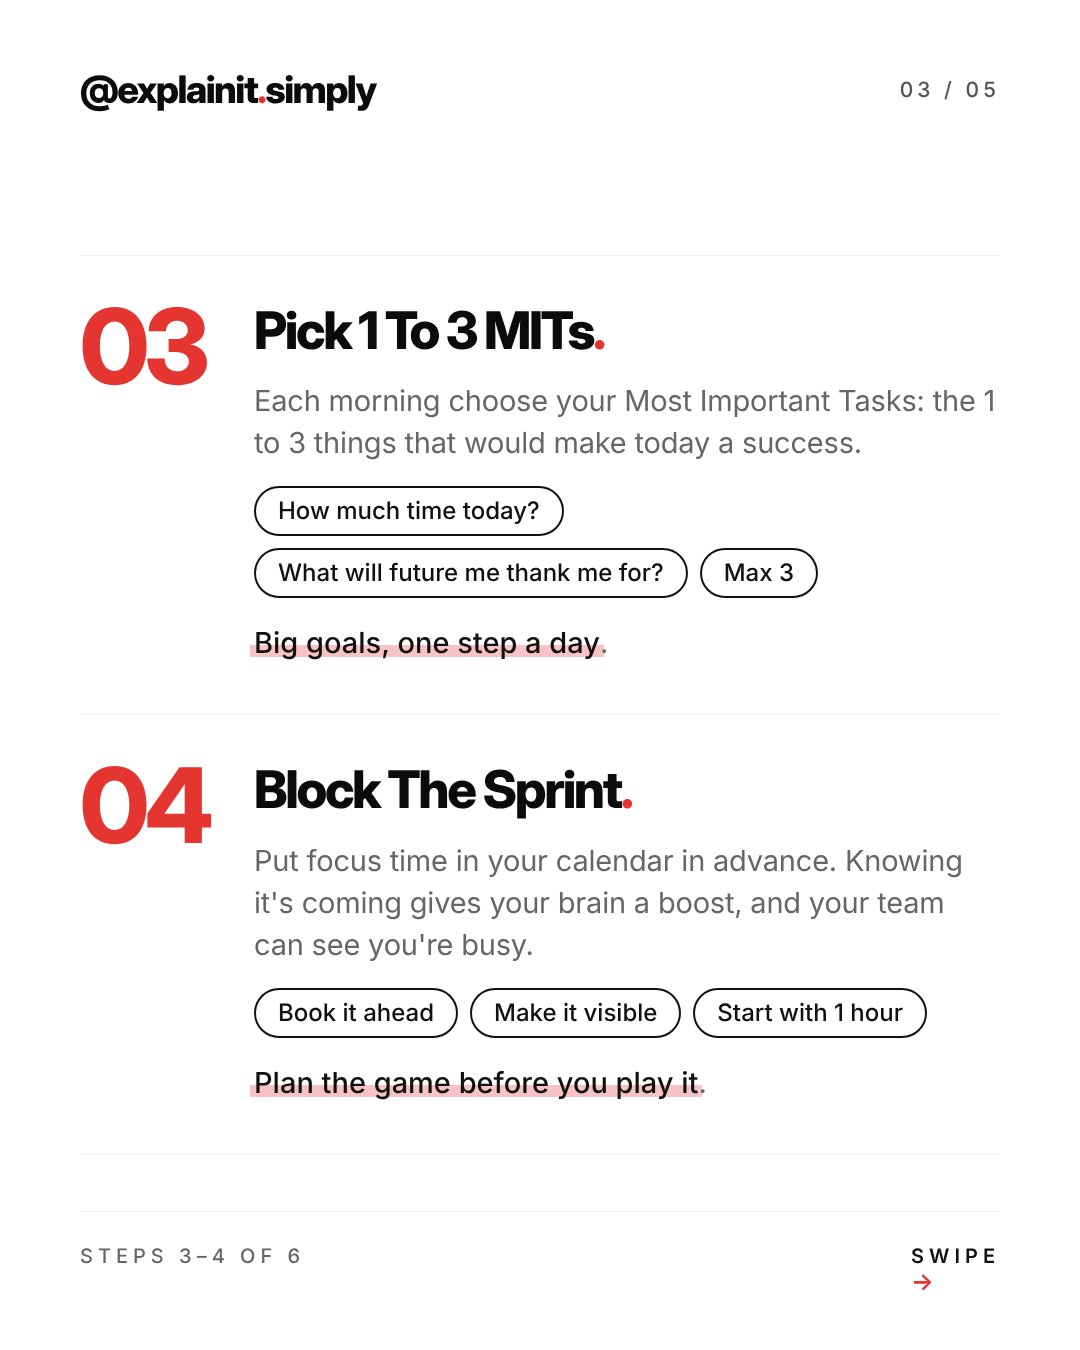 @explainit.simply
03 / 05
03
Pick 1 To 3 MITs.
Each morning choose your Most Important Tasks: the 1
to 3 things that would make today a success.
How much time today?
What will future me thank me for?
Max 3
Big goals, one step a day.
04
Block The Sprint.
Put focus time in your calendar in advance. Knowing
it's coming gives your brain a boost, and your team
can see you're busy.
Book it ahead
Make it visible
Start with 1 hour
Plan the game before you play it.
STEPS 3–4 OF 6
SWIPE
→